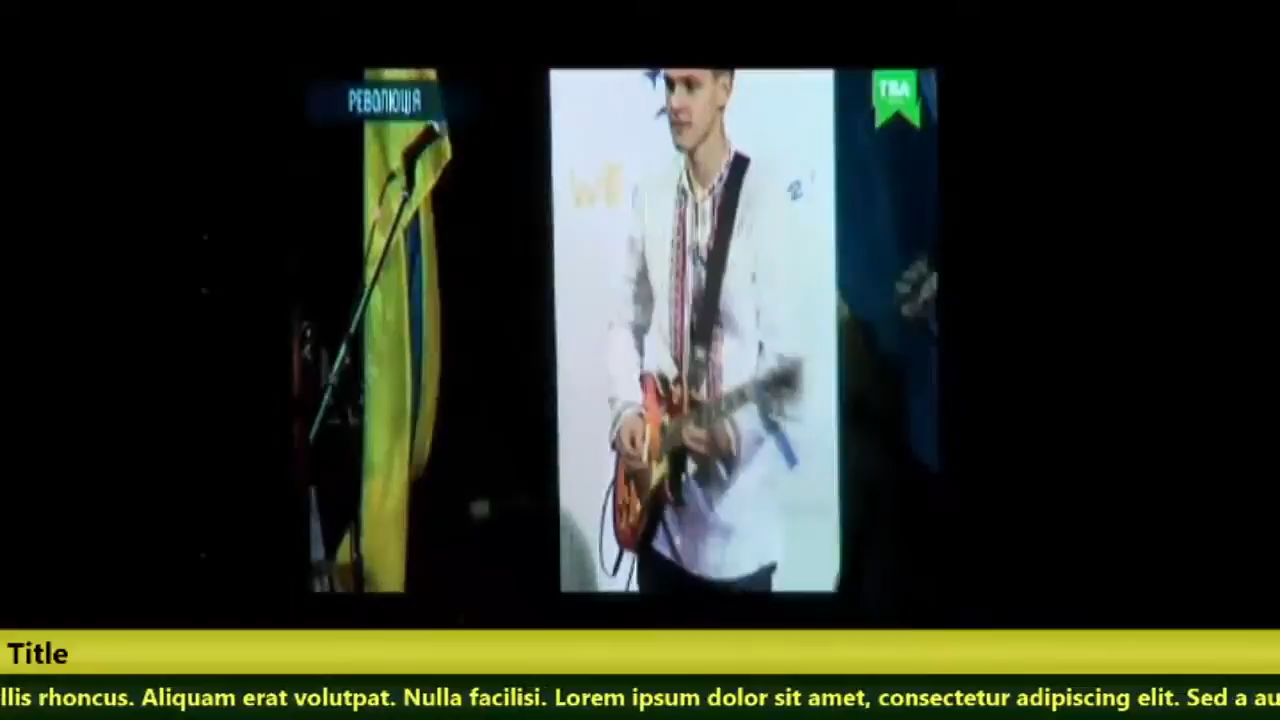 РЕВОЛЮЦІЯ
ТВА
WE
Title
llis rhoncus. Aliquam erat volutpat. Nulla facilisi. Lorem ipsum dolor sit amet, consectetur adipiscing elit. Sed a au